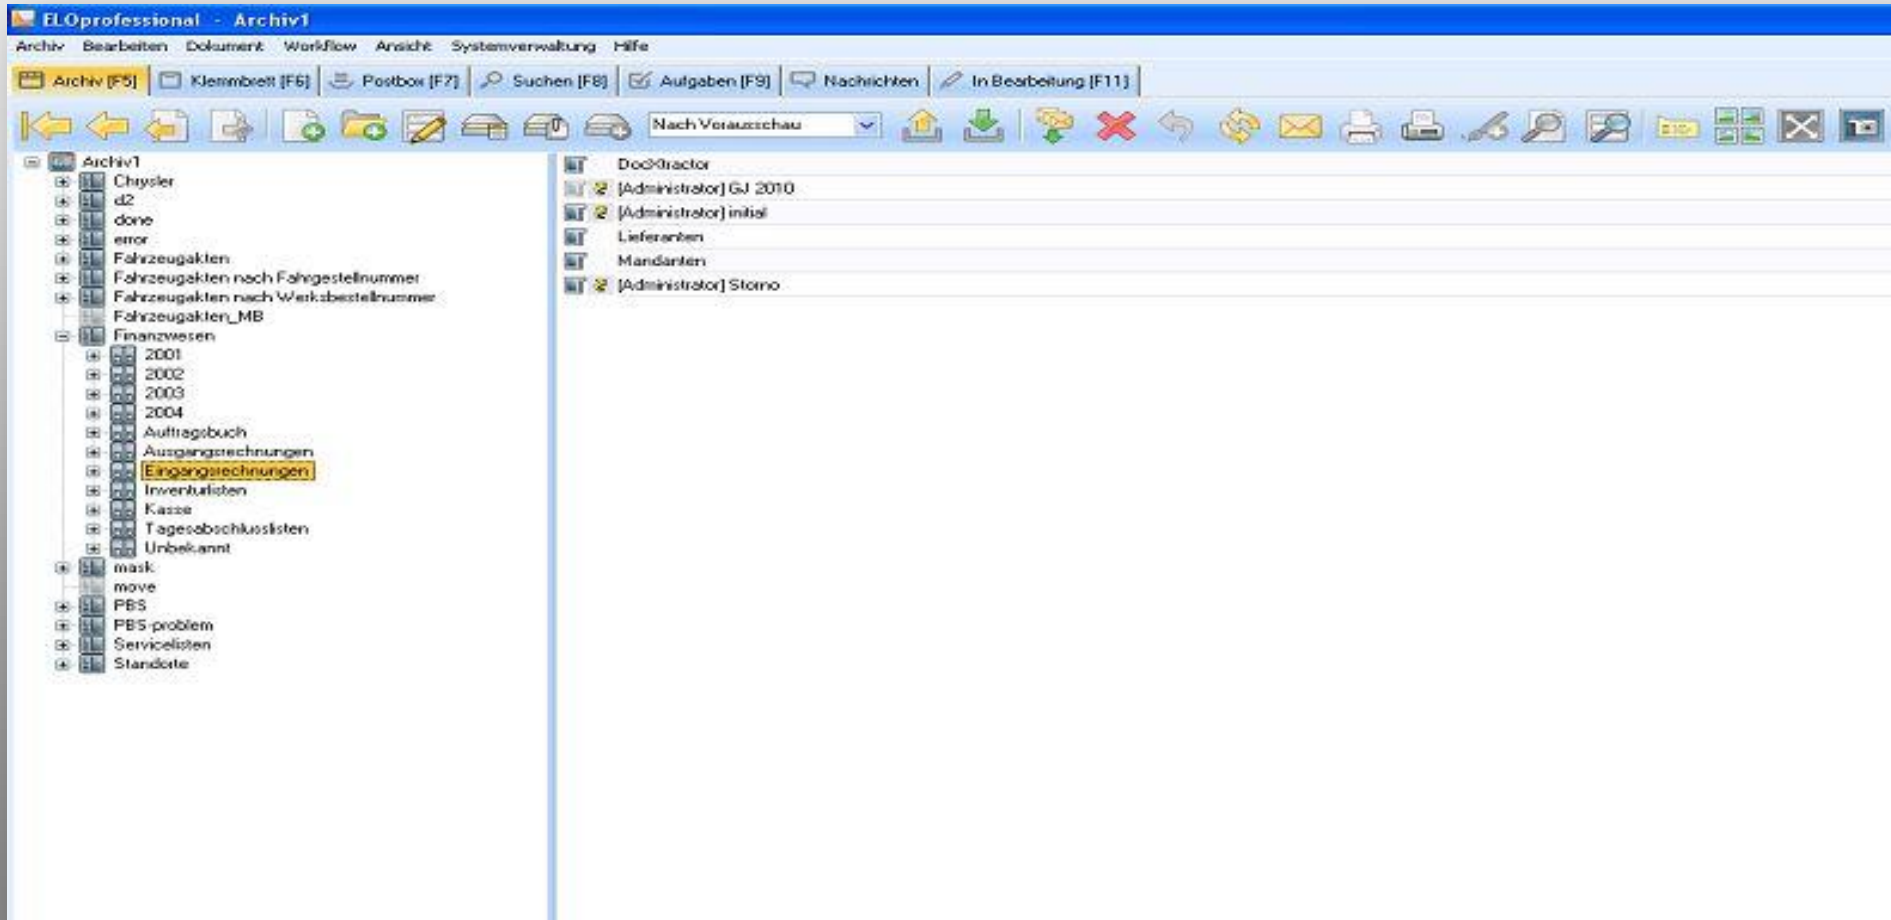 ELOprofessional - Archiv1
Archiv Bearbeiten Dokument Workflow Ansicht Systemverwaltung Hilfe
Archiv [F5] Klemmbrett [F6] Postbox [F7] Suchen [F8] Aufgaben [F9] Nachrichten In Bearbeitung [F11]
Nach Vorausschau
Archiv1
Chrysler
d2
done
error
Fahrzeugakten
Fahrzeugakten nach Fahrgestellnummer
Fahrzeugakten nach Werksbestellnummer
Fahrzeugakten_MB
Finanzwesen
2001
2002
2003
2004
Auftragsbuch
Ausgangsrechnungen
Eingangsrechnungen
Inventurlisten
Kasse
Tagesabschlusslisten
Unbekannt
mask
move
PBS
PBS-problem
Servicelisten
Standorte
DocXtractor
[Administrator] GJ 2010
[Administrator] initial
Lieferanten
Mandanten
[Administrator] Storno